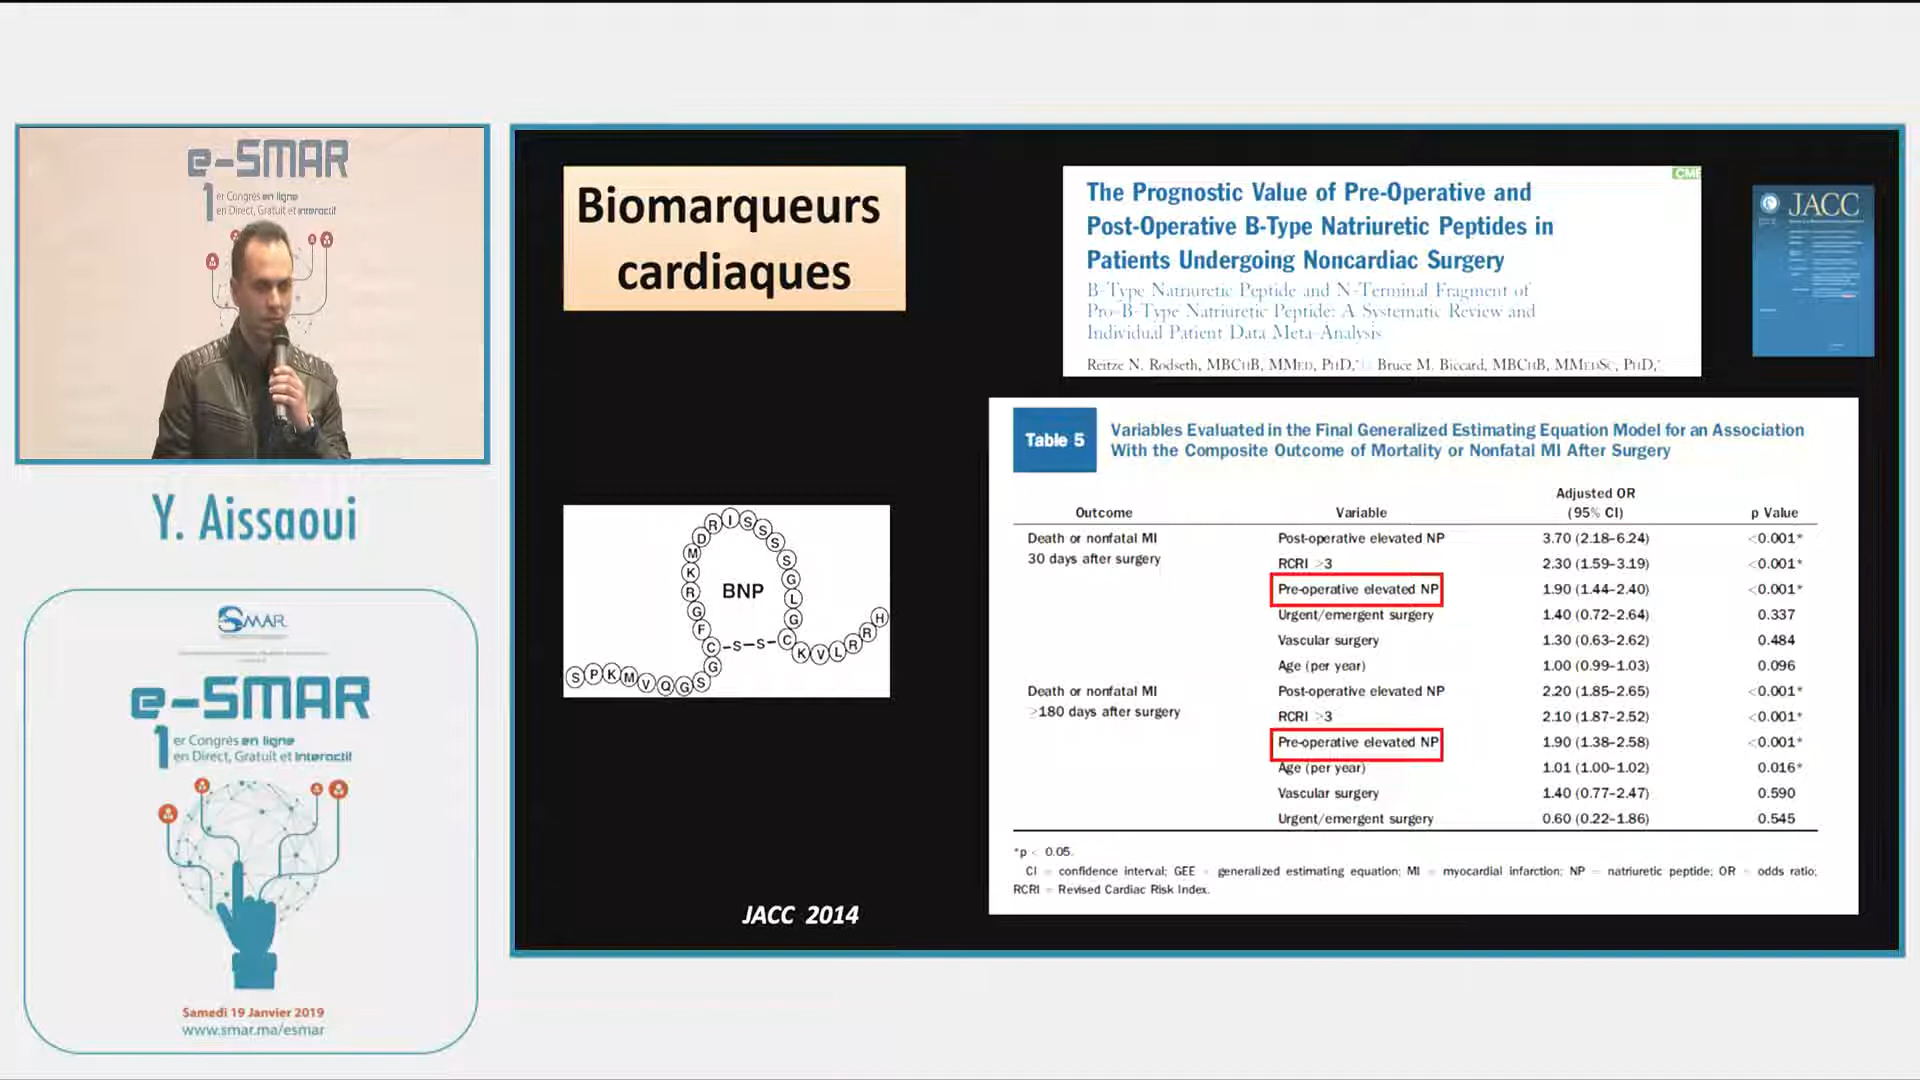 e-SMAR
1er Congrès en ligne
en Direct, Gratuit et Interactif
Y. Aissaoui
SMAR
e-SMAR
1er Congrès en ligne
en Direct, Gratuit et Interactif
Samedi 19 Janvier 2019
www.smar.ma/esmar
Biomarqueurs
cardiaques
BNP
S P K M V Q G S G C F G R K M D R I S S S S G L G C K V L R R H
-S-S-
JACC 2014
CME
The Prognostic Value of Pre-Operative and
Post-Operative B-Type Natriuretic Peptides in
Patients Undergoing Noncardiac Surgery
B-Type Natriuretic Peptide and N-Terminal Fragment of
Pro-B-Type Natriuretic Peptide: A Systematic Review and
Individual Patient Data Meta-Analysis
Reitze N. Rodseth, MBChB, MMed, PhD,* Bruce M. Biccard, MBChB, MMedSc, PhD,*
JACC
Table 5
Variables Evaluated in the Final Generalized Estimating Equation Model for an Association
With the Composite Outcome of Mortality or Nonfatal MI After Surgery
Outcome Variable Adjusted OR (95% CI) p Value
Death or nonfatal MI Post-operative elevated NP 3.70 (2.18–6.24) <0.001*
30 days after surgery RCRI >3 2.30 (1.59–3.19) <0.001*
Pre-operative elevated NP 1.90 (1.44–2.40) <0.001*
Urgent/emergent surgery 1.40 (0.72–2.64) 0.337
Vascular surgery 1.30 (0.63–2.62) 0.484
Age (per year) 1.00 (0.99–1.03) 0.096
Death or nonfatal MI Post-operative elevated NP 2.20 (1.85–2.65) <0.001*
≥180 days after surgery RCRI >3 2.10 (1.87–2.52) <0.001*
Pre-operative elevated NP 1.90 (1.38–2.58) <0.001*
Age (per year) 1.01 (1.00–1.02) 0.016*
Vascular surgery 1.40 (0.77–2.47) 0.590
Urgent/emergent surgery 0.60 (0.22–1.86) 0.545
*p < 0.05.
CI = confidence interval; GEE = generalized estimating equation; MI = myocardial infarction; NP = natriuretic peptide; OR = odds ratio;
RCRI = Revised Cardiac Risk Index.